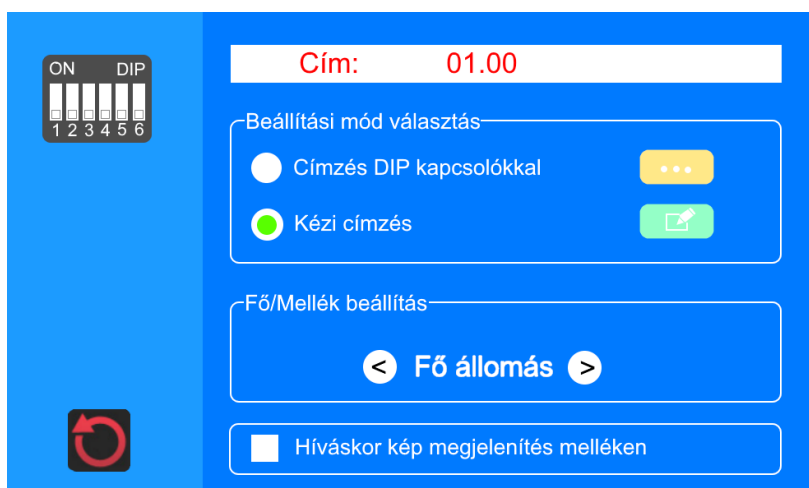 ON DIP
1 2 3 4 5 6
Cím: 01.00
Beállítási mód választás
Címzés DIP kapcsolókkal
...
Kézi címzés
Fő/Mellék beállítás
< Fő állomás >
Híváskor kép megjelenítés melléken